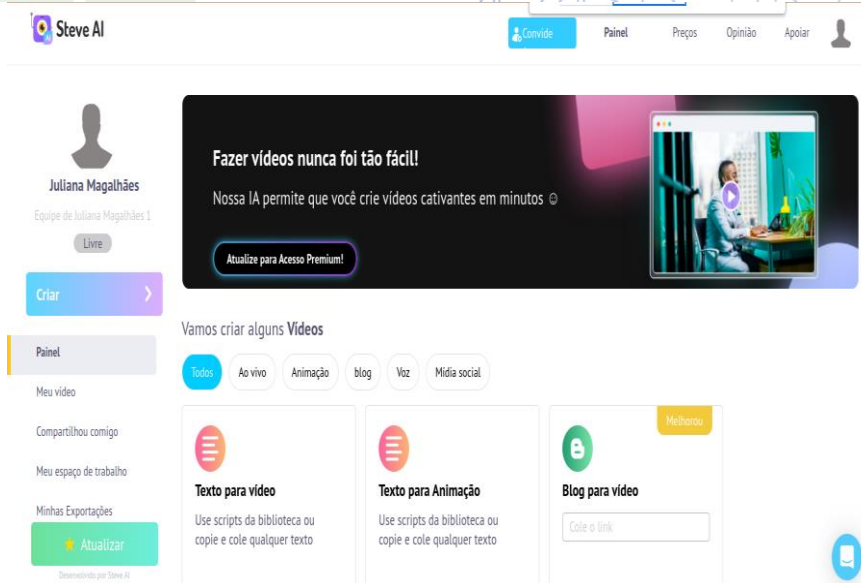 Steve AI
Convide
Painel
Preços
Opinião
Apoiar
Juliana Magalhães
Equipe de Juliana Magalhães 1
Livre
Criar
Painel
Meu vídeo
Compartilhou comigo
Meu espaço de trabalho
Minhas Exportações
Atualizar
Desenvolvido por Steve AI
Fazer vídeos nunca foi tão fácil!
Nossa IA permite que você crie vídeos cativantes em minutos ☺
Atualize para Acesso Premium!
Vamos criar alguns Vídeos
Todos
Ao vivo
Animação
blog
Voz
Mídia social
Texto para vídeo
Use scripts da biblioteca ou
copie e cole qualquer texto
Texto para Animação
Use scripts da biblioteca ou
copie e cole qualquer texto
Melhorou
Blog para vídeo
Cole o link